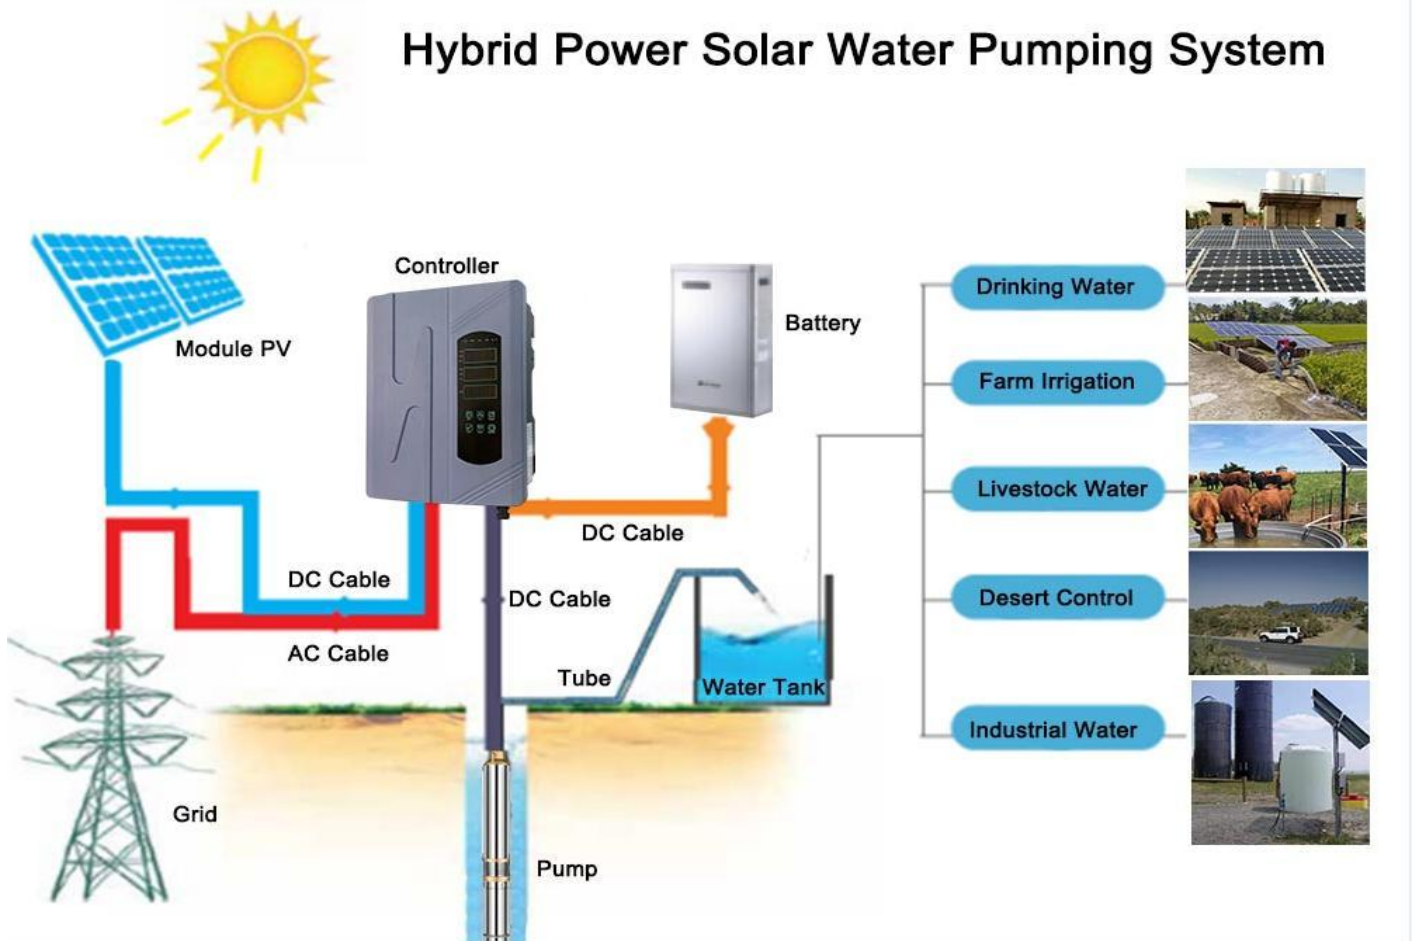 Hybrid Power Solar Water Pumping System
Controller
Battery
Module PV
Drinking Water
Farm Irrigation
Livestock Water
Desert Control
Industrial Water
DC Cable
DC Cable
DC Cable
AC Cable
Tube
Water Tank
Grid
Pump